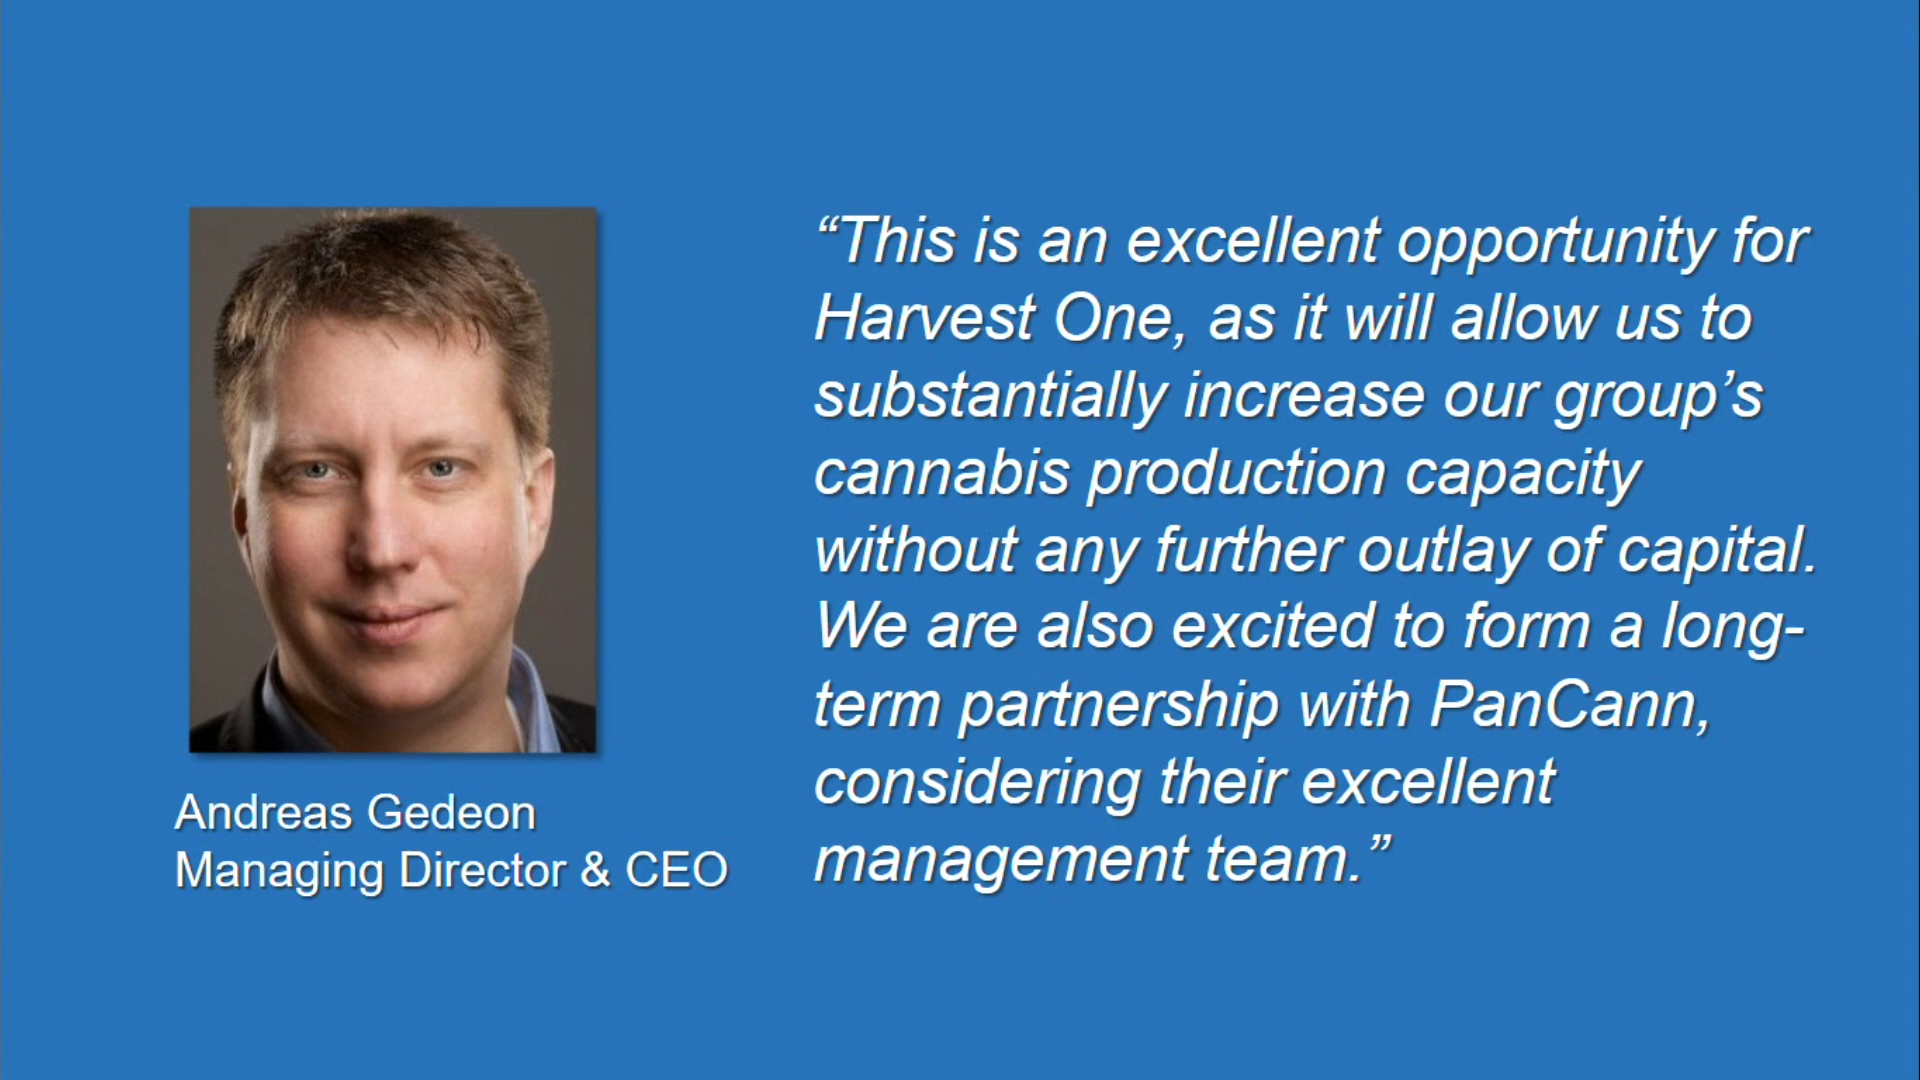 “This is an excellent opportunity for
Harvest One, as it will allow us to
substantially increase our group’s
cannabis production capacity
without any further outlay of capital.
We are also excited to form a long-
term partnership with PanCann,
considering their excellent
management team.”
Andreas Gedeon
Managing Director & CEO